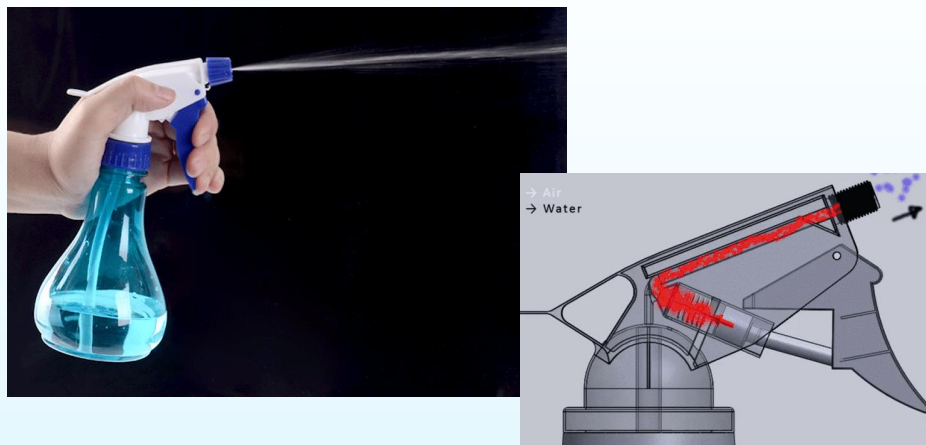 → Air
→ Water